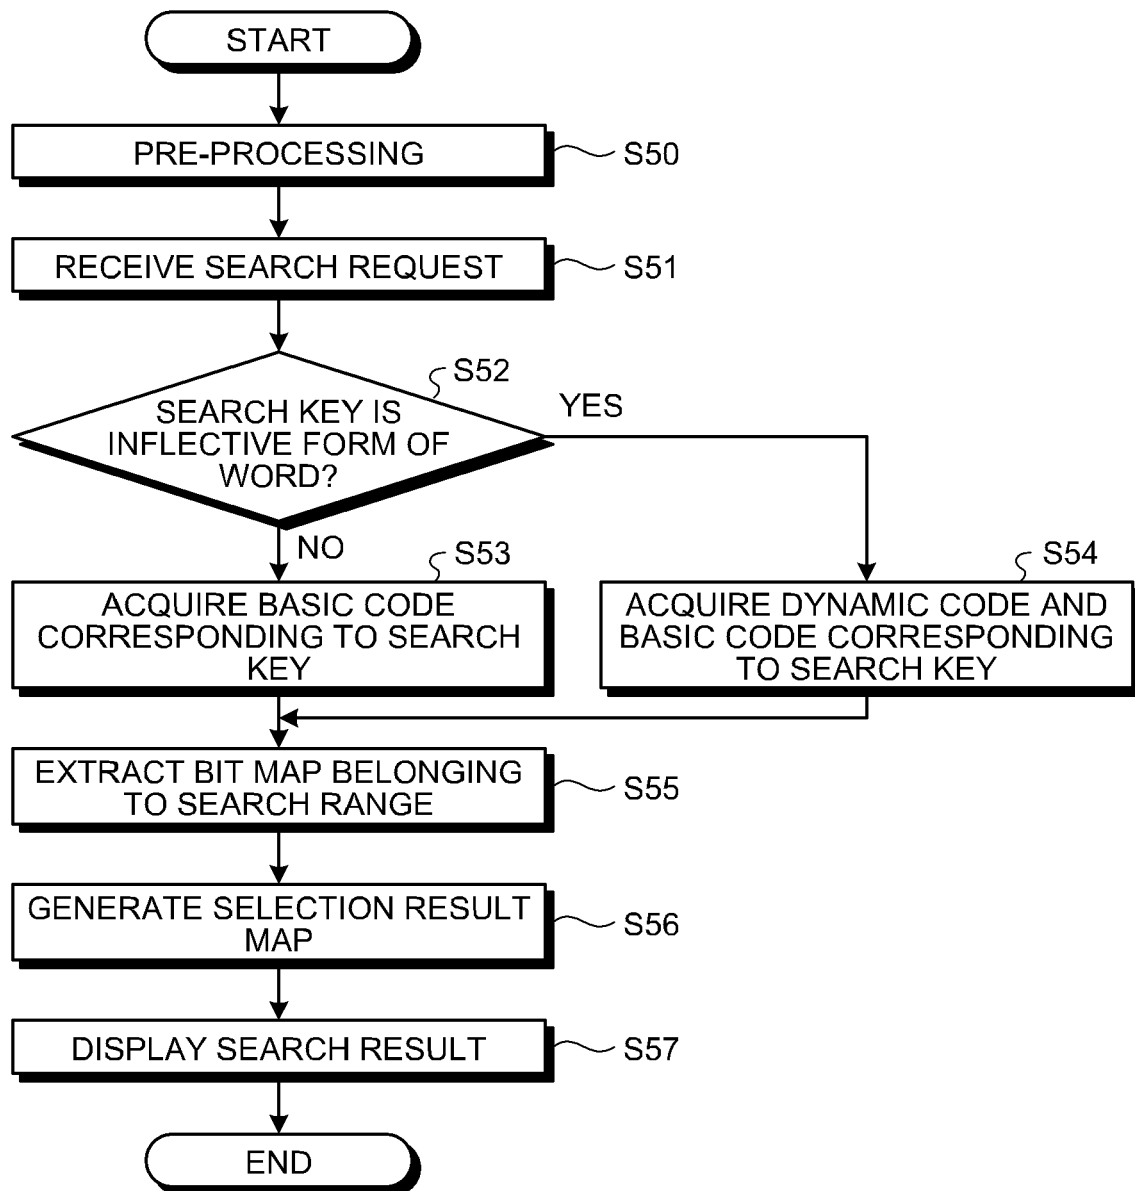 START
PRE-PROCESSING
S50
RECEIVE SEARCH REQUEST
S51
S52
SEARCH KEY IS
INFLECTIVE FORM OF
WORD?
YES
NO
S53
ACQUIRE BASIC CODE
CORRESPONDING TO SEARCH
KEY
S54
ACQUIRE DYNAMIC CODE AND
BASIC CODE CORRESPONDING
TO SEARCH KEY
EXTRACT BIT MAP BELONGING
TO SEARCH RANGE
S55
GENERATE SELECTION RESULT
MAP
S56
DISPLAY SEARCH RESULT
S57
END